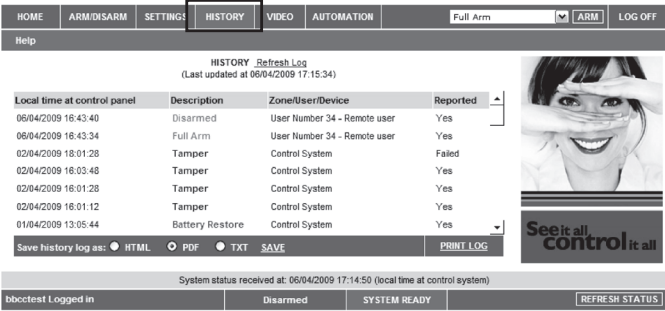 HOME ARM/DISARM SETTINGS HISTORY VIDEO AUTOMATION Full Arm ARM LOG OFF
Help
HISTORY Refresh Log
(Last updated at 06/04/2009 17:15:34)
Local time at control panel Description Zone/User/Device Reported
06/04/2009 16:43:40 Disarmed User Number 34 - Remote user Yes
06/04/2009 16:43:34 Full Arm User Number 34 - Remote user Yes
02/04/2009 18:01:28 Tamper Control System Failed
02/04/2009 16:03:48 Tamper Control System Yes
02/04/2009 16:01:28 Tamper Control System Yes
02/04/2009 16:01:12 Tamper Control System Yes
01/04/2009 13:05:44 Battery Restore Control System Yes
Save history log as: HTML PDF TXT SAVE PRINT LOG
See it all
control it all
System status received at: 06/04/2009 17:14:50 (local time at control system)
bbcctest Logged in Disarmed SYSTEM READY REFRESH STATUS